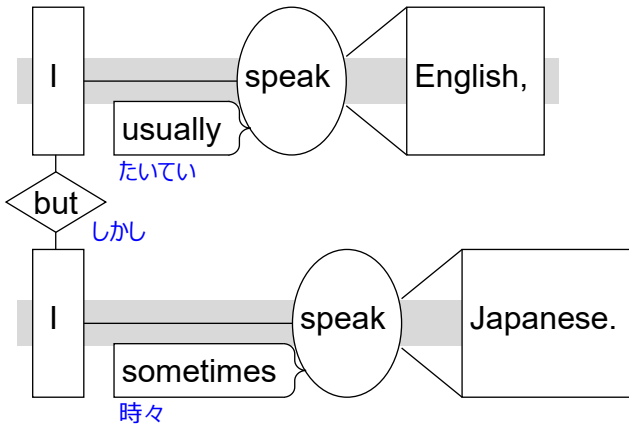 I speak English,
usually
たいてい
but
しかし
I speak Japanese.
sometimes
時々